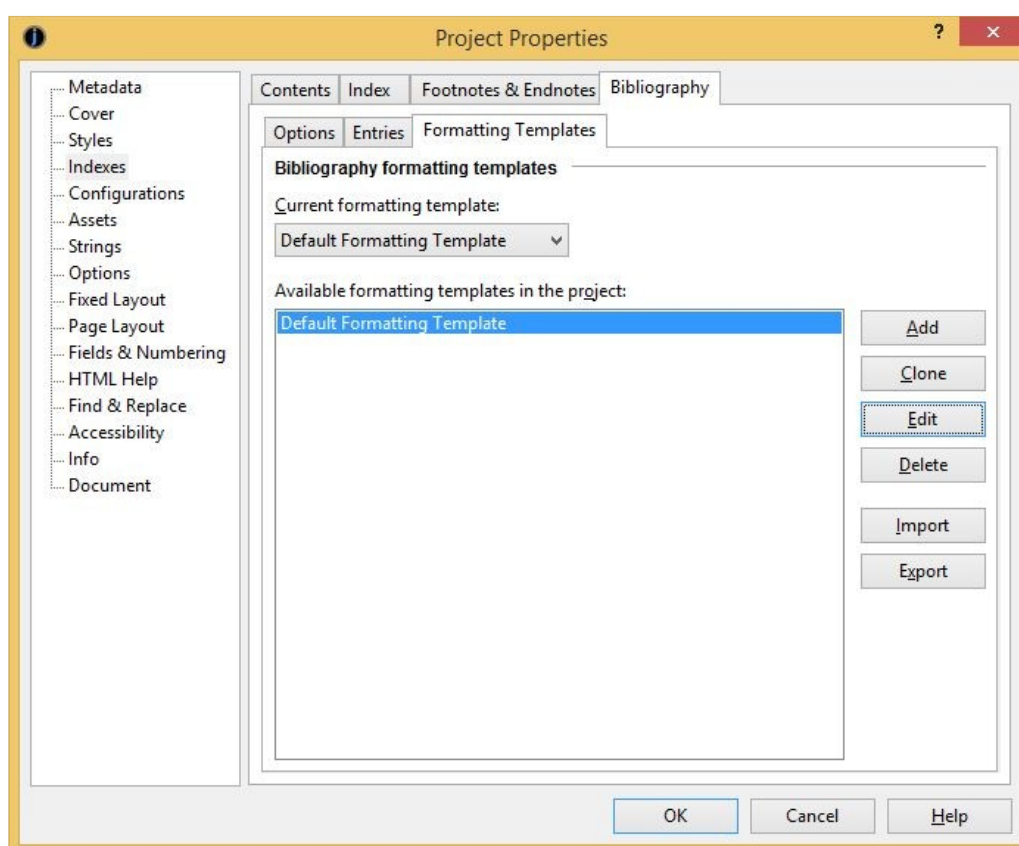 Project Properties
?
Metadata
Cover
Styles
Indexes
Configurations
Assets
Strings
Options
Fixed Layout
Page Layout
Fields & Numbering
HTML Help
Find & Replace
Accessibility
Info
Document
Contents Index Footnotes & Endnotes Bibliography
Options Entries Formatting Templates
Bibliography formatting templates
Current formatting template:
Default Formatting Template
Available formatting templates in the project:
Default Formatting Template
Add
Clone
Edit
Delete
Import
Export
OK Cancel Help